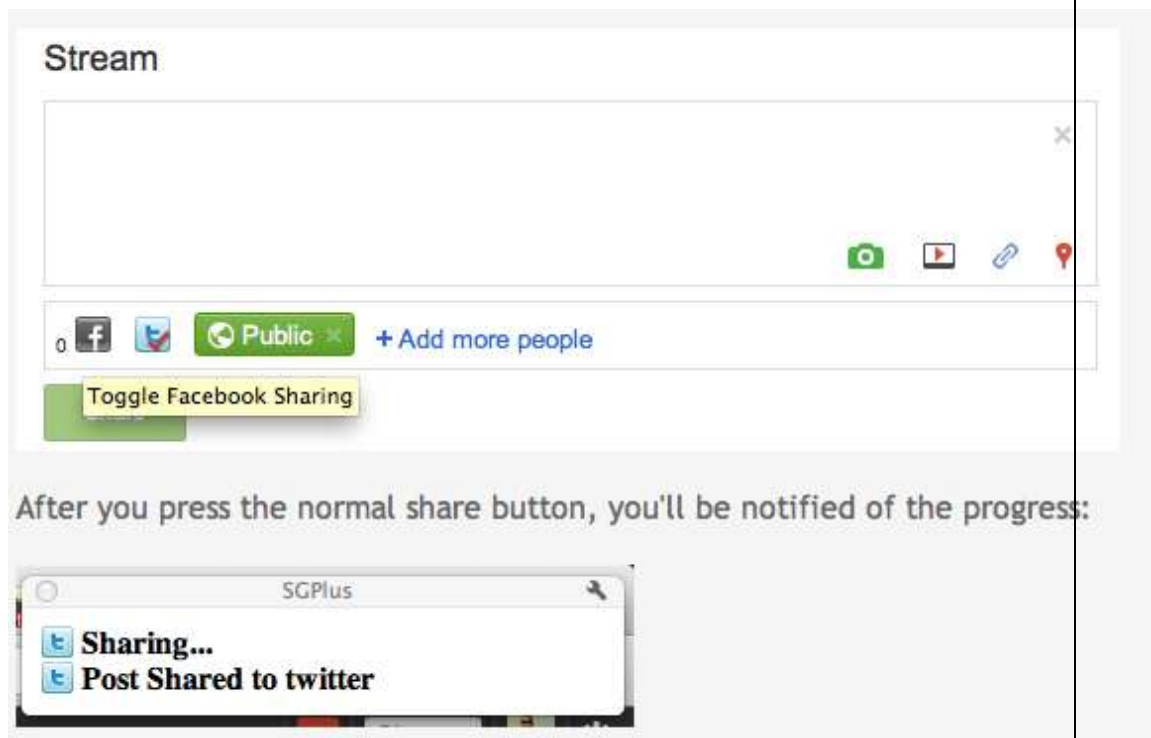 Stream
0 Public + Add more people
Toggle Facebook Sharing
After you press the normal share button, you'll be notified of the progress:
SGPlus
Sharing...
Post Shared to twitter